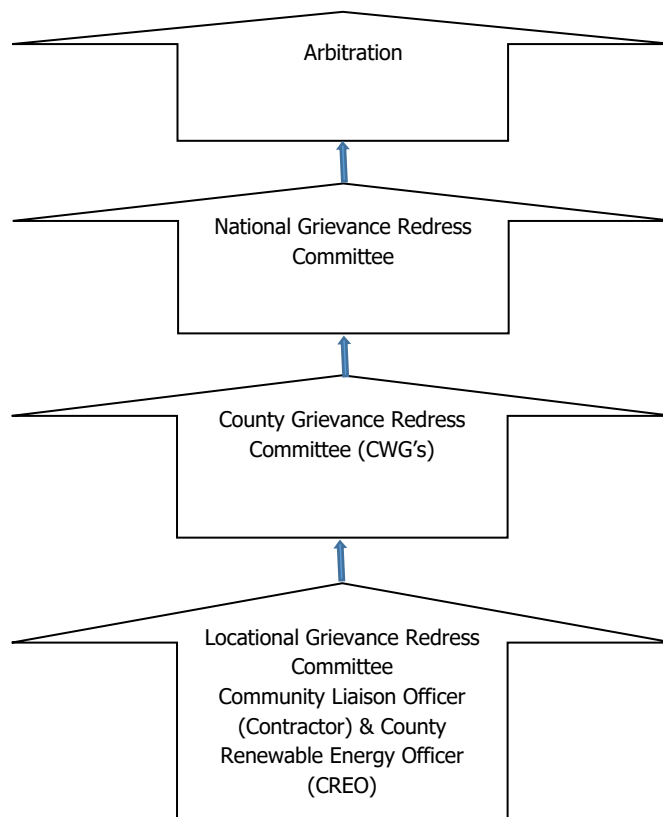 Arbitration
National Grievance Redress
Committee
County Grievance Redress
Committee (CWG’s)
Locational Grievance Redress
Committee
Community Liaison Officer
(Contractor) & County
Renewable Energy Officer
(CREO)